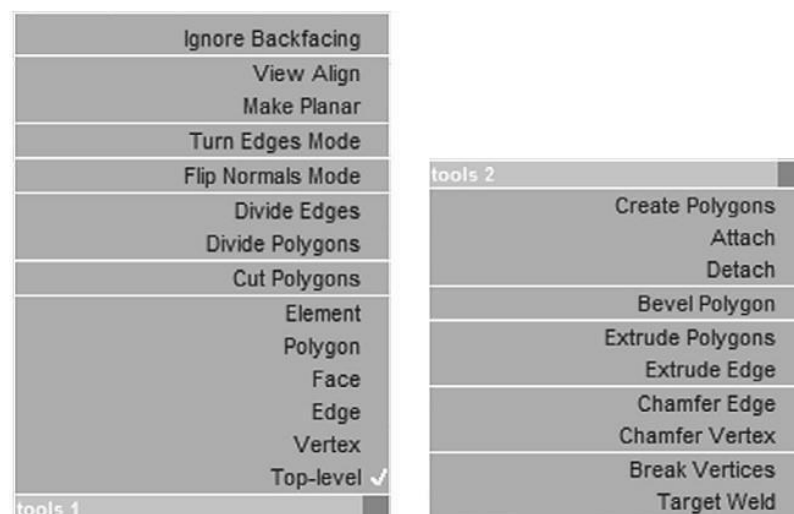 Ignore Backfacing
View Align
Make Planar
Turn Edges Mode
Flip Normals Mode
Divide Edges
Divide Polygons
Cut Polygons
Element
Polygon
Face
Edge
Vertex
Top-level
tools 1
tools 2
Create Polygons
Attach
Detach
Bevel Polygon
Extrude Polygons
Extrude Edge
Chamfer Edge
Chamfer Vertex
Break Vertices
Target Weld